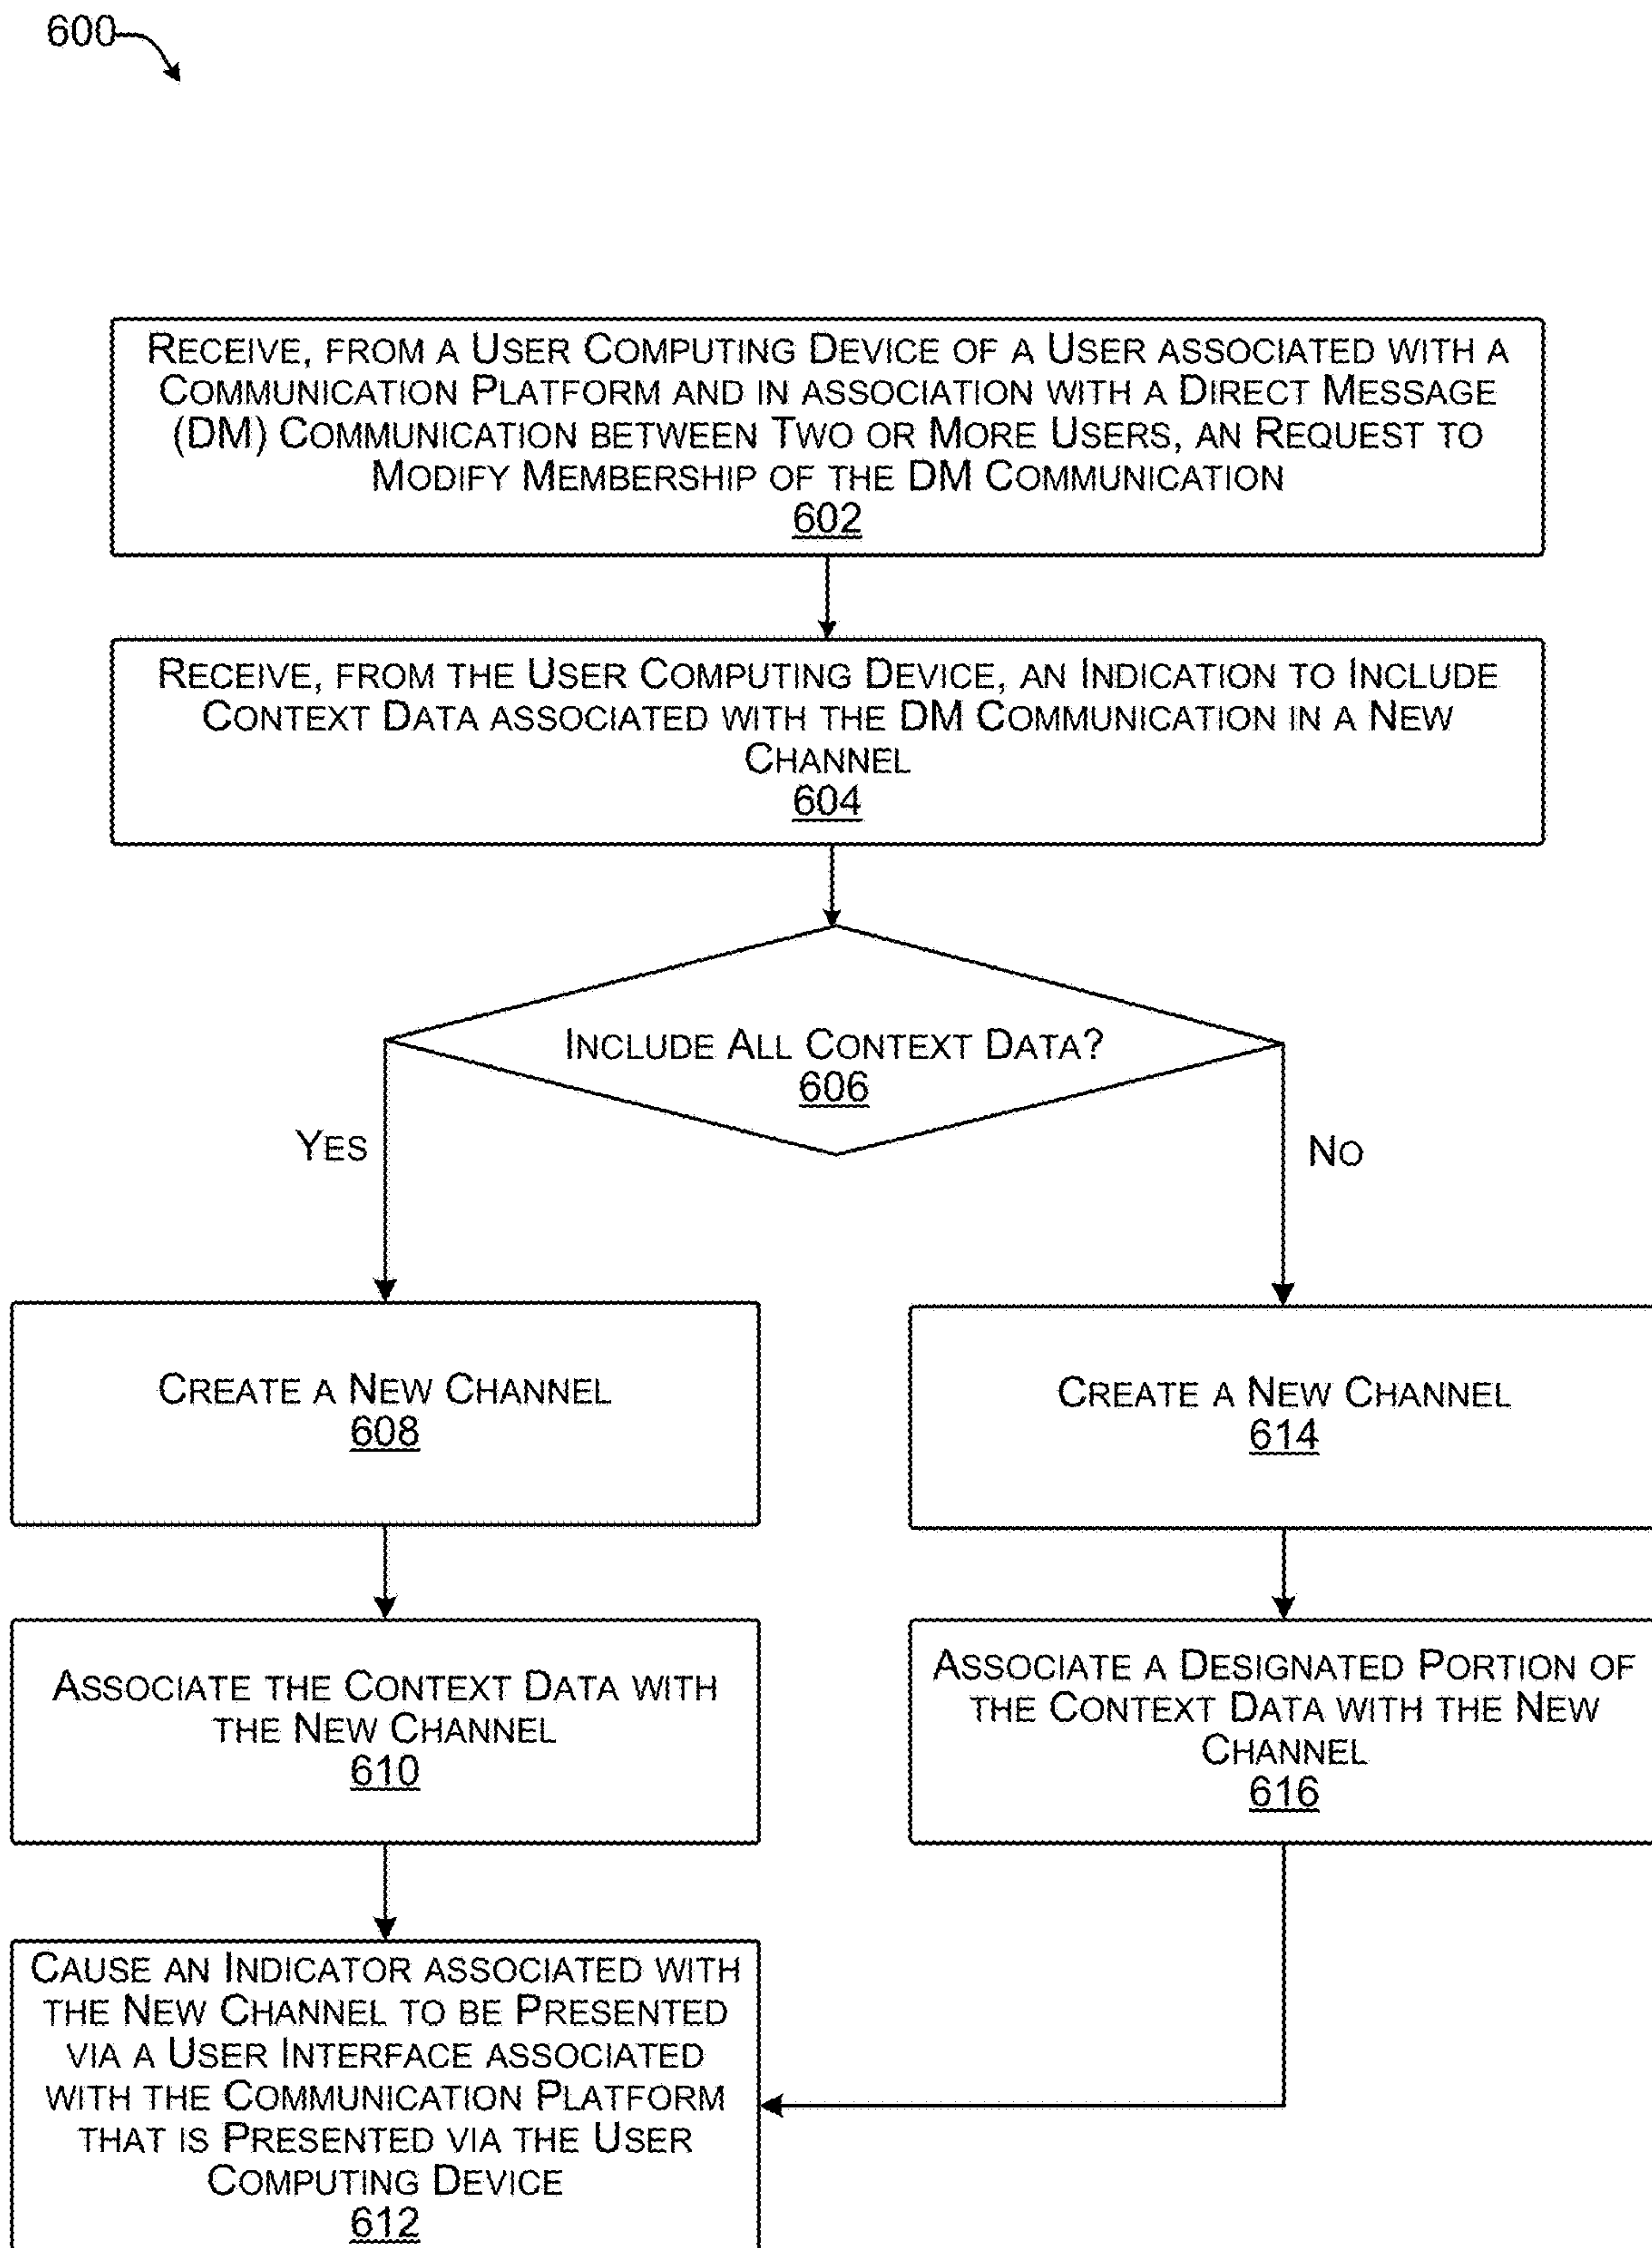 600
RECEIVE, FROM A USER COMPUTING DEVICE OF A USER ASSOCIATED WITH A
COMMUNICATION PLATFORM AND IN ASSOCIATION WITH A DIRECT MESSAGE
(DM) COMMUNICATION BETWEEN TWO OR MORE USERS, AN REQUEST TO
MODIFY MEMBERSHIP OF THE DM COMMUNICATION
602
RECEIVE, FROM THE USER COMPUTING DEVICE, AN INDICATION TO INCLUDE
CONTEXT DATA ASSOCIATED WITH THE DM COMMUNICATION IN A NEW
CHANNEL
604
INCLUDE ALL CONTEXT DATA?
606
YES
NO
CREATE A NEW CHANNEL
608
ASSOCIATE THE CONTEXT DATA WITH
THE NEW CHANNEL
610
CAUSE AN INDICATOR ASSOCIATED WITH
THE NEW CHANNEL TO BE PRESENTED
VIA A USER INTERFACE ASSOCIATED
WITH THE COMMUNICATION PLATFORM
THAT IS PRESENTED VIA THE USER
COMPUTING DEVICE
612
CREATE A NEW CHANNEL
614
ASSOCIATE A DESIGNATED PORTION OF
THE CONTEXT DATA WITH THE NEW
CHANNEL
616